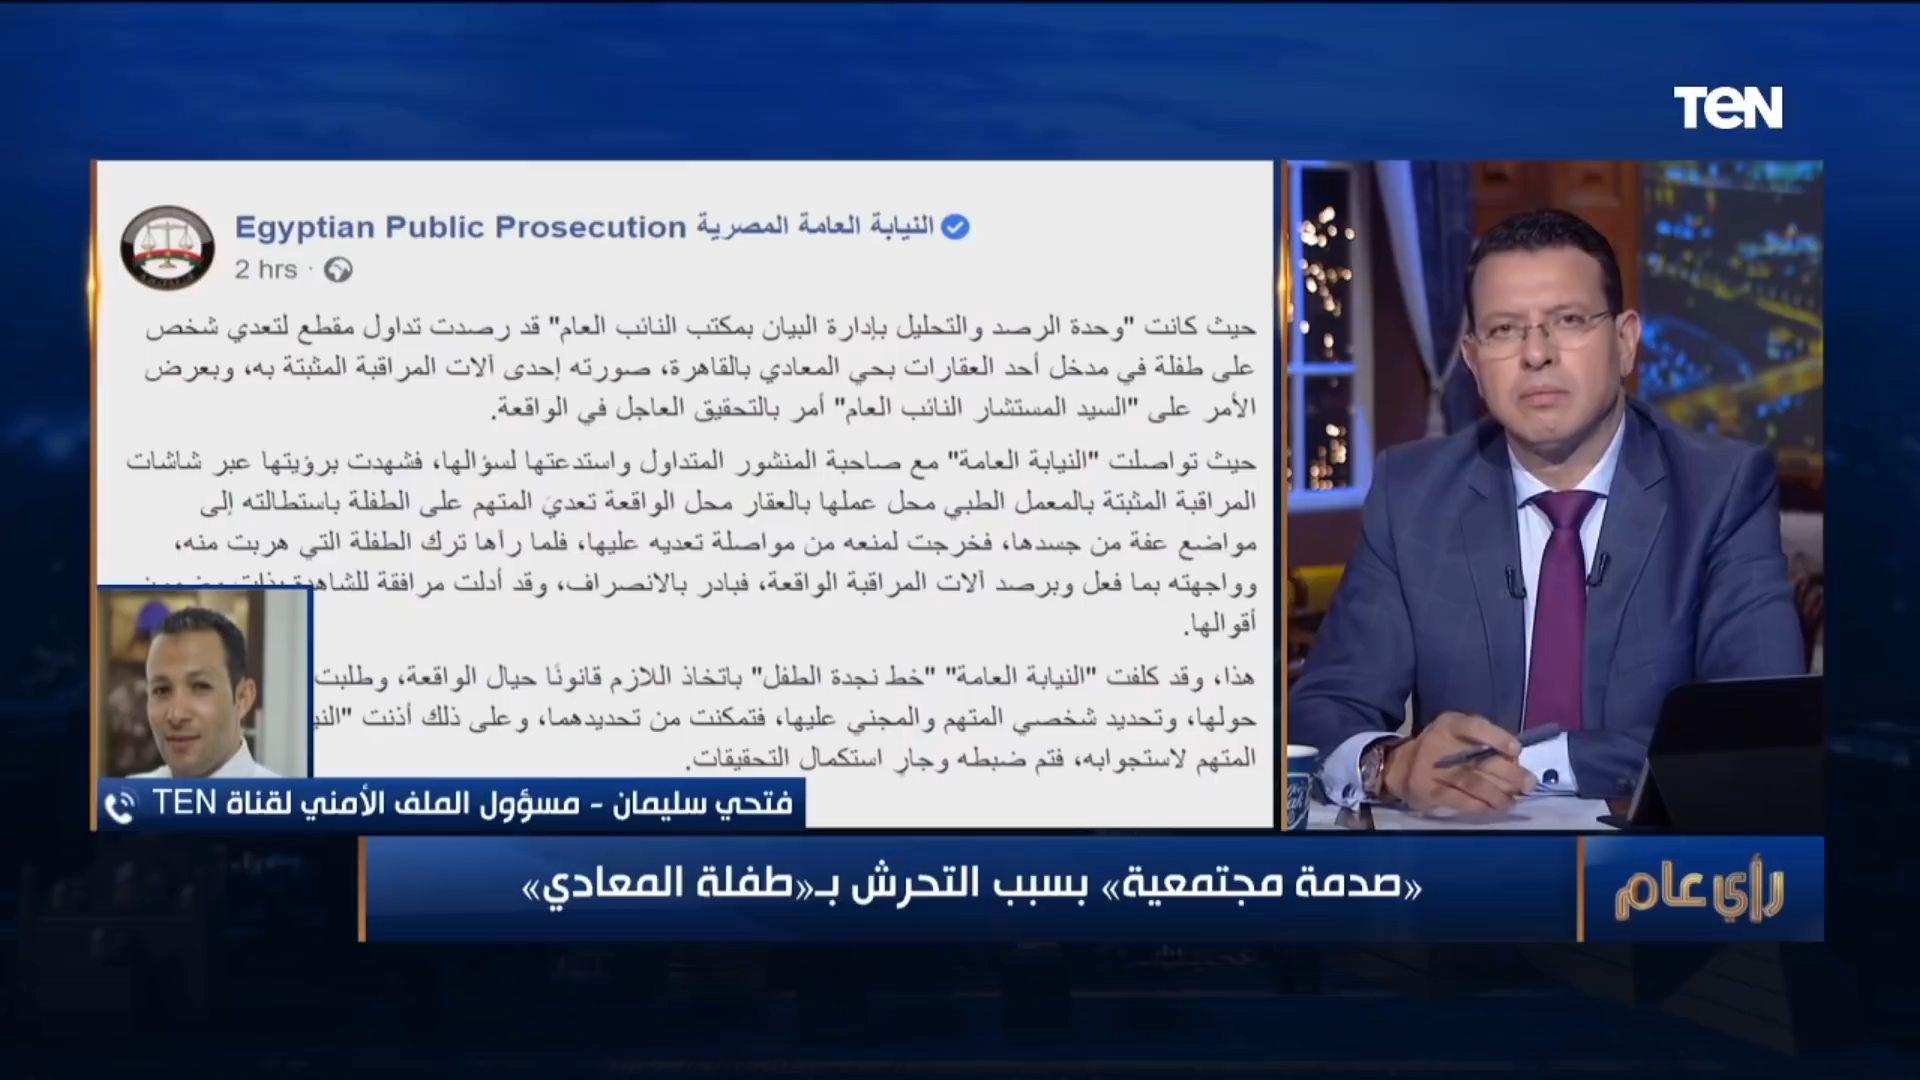 TEN
Egyptian Public Prosecution النيابة العامة المصرية
2 hrs ·
حيث كانت "وحدة الرصد والتحليل بإدارة البيان بمكتب النائب العام" قد رصدت تداول مقطع لتعدي شخص
على طفلة في مدخل أحد العقارات بحي المعادي بالقاهرة، صورته إحدى آلات المراقبة المثبتة به، وبعرض
الأمر على "السيد المستشار النائب العام" أمر بالتحقيق العاجل في الواقعة.
حيث تواصلت "النيابة العامة" مع صاحبة المنشور المتداول واستدعتها لسؤالها، فشهدت برؤيتها عبر شاشات
المراقبة المثبتة بالمعمل الطبي محل عملها بالعقار محل الواقعة تعديَ المتهم على الطفلة باستطالته إلى
مواضع عفة من جسدها، فخرجت لمنعه من مواصلة تعديه عليها، فلما رآها ترك الطفلة التي هربت منه،
وواجهته بما فعل وبرصد آلات المراقبة الواقعة، فبادر بالانصراف، وقد أدلت مرافقة للشاهدة بذات
أقوالها.
هذا، وقد كلفت "النيابة العامة" "خط نجدة الطفل" باتخاذ اللازم قانونًا حيال الواقعة، وطلبت
حولها، وتحديد شخصي المتهم والمجني عليها، فتمكنت من تحديدهما، وعلى ذلك أذنت
المتهم لاستجوابه، فتم ضبطه وجارٍ استكمال التحقيقات.
فتحي سليمان - مسؤول الملف الأمني لقناة TEN
«صدمة مجتمعية» بسبب التحرش بـ«طفلة المعادي»
رأي عام